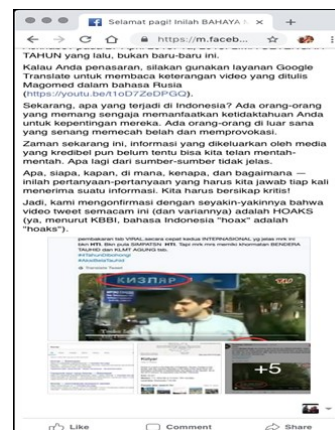 Selamat pagi! Inilah BAHAYA
https://m.faceb...
TAHUN yang lalu, bukan baru-baru ini.
Kalau Anda penasaran, silakan gunakan layanan Google
Translate untuk membaca keterangan video yang ditulis
Magomed dalam bahasa Rusia
(https://youtu.be/t1oD7ZeDPGQ).
Sekarang, apa yang terjadi di Indonesia? Ada orang-orang
yang memang sengaja memanfaatkan ketidaktahuan Anda
untuk kepentingan mereka. Ada orang-orang di luar sana
yang senang memecah belah dan memprovokasi.
Zaman sekarang ini, informasi yang dikeluarkan oleh media
yang kredibel pun belum tentu bisa kita telan mentah-
mentah. Apa lagi dari sumber-sumber tidak jelas.
Apa, siapa, kapan, di mana, kenapa, dan bagaimana —
inilah pertanyaan-pertanyaan yang harus kita jawab tiap kali
menerima suatu informasi. Kita harus bersikap kritis!
Jadi, kami mengonfirmasi dengan seyakin-yakinnya bahwa
video tweet semacam ini (dan variannya) adalah HOAKS
(ya, menurut KBBI, bahasa Indonesia "hoax" adalah
"hoaks").
Translate Tweet
КИЗЛЯР
+5
Like
Comment
Share